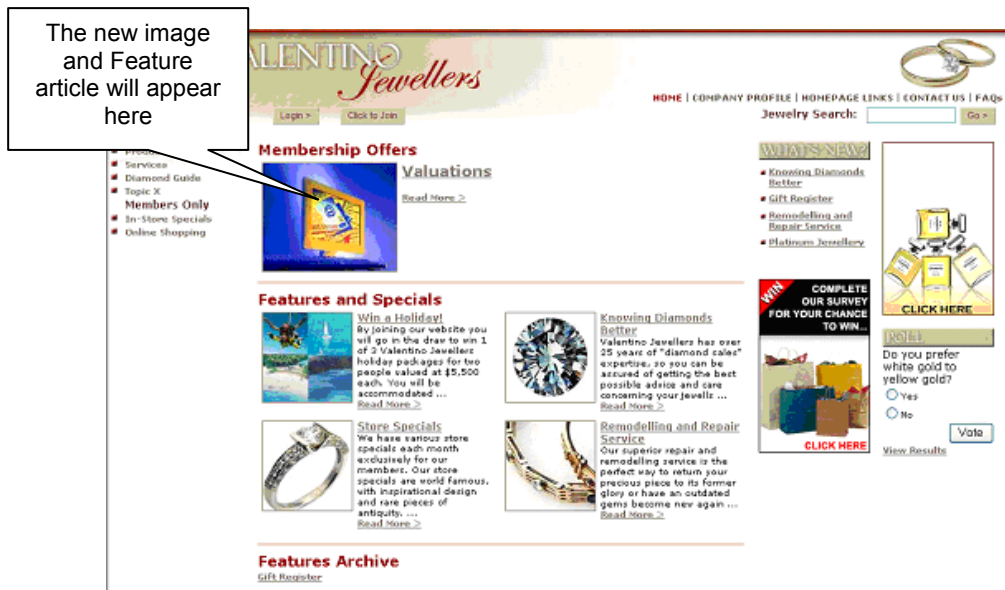 The new image
and Feature
article will appear
here
ALENTINO
Jewellers
HOME | COMPANY PROFILE | HOMEPAGE LINKS | CONTACT US | FAQs
Login >
Click to Join
Jewelry Search:
Go >
Services
Diamond Guide
Topic X
Members Only
In-Store Specials
Online Shopping
Membership Offers
Valuations
Read More >
Features and Specials
Win a Holiday!
By joining our website you
will go in the draw to win 1
of 3 Valentino Jewellers
holiday packages for two
people valued at $5,500
each. You will be
accommodated ...
Read More >
Knowing Diamonds
Better
Valentino Jewellers has over
25 years of "diamond sales"
expertise, so you can be
assured of getting the best
possible advice and care
concerning your jewells ...
Read More >
Store Specials
We have various store
specials each month
exclusively for our
members. Our store
specials are world famous,
with inspirational design
and rare pieces of
antiquity. ...
Read More >
Remodelling and Repair
Service
Our superior repair and
remodelling service is the
perfect way to return your
precious piece to its former
glory or have an outdated
gems become new again ...
Read More >
Features Archive
Gift Register
WHAT'S NEW?
Knowing Diamonds
Better
Gift Register
Remodelling and
Repair Service
Platinum Jewellery
WIN
COMPLETE
OUR SURVEY
FOR YOUR CHANCE
TO WIN...
CLICK HERE
CLICK HERE
POLL
Do you prefer
white gold to
yellow gold?
Yes
No
Vote
View Results